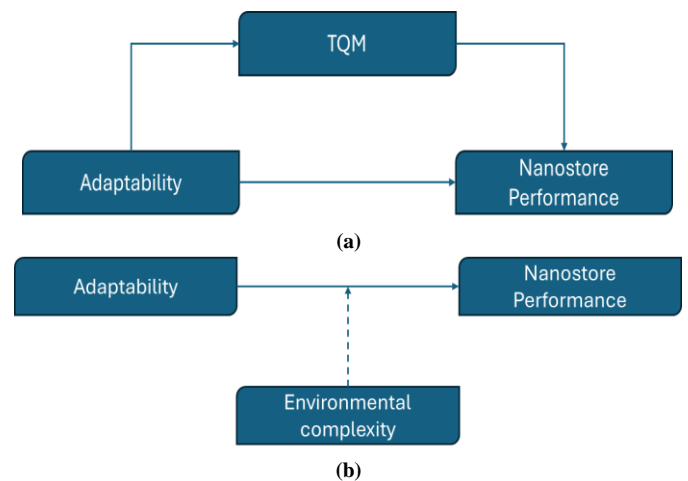 TQM
Adaptability
Nanostore
Performance
(a)
Adaptability
Nanostore
Performance
Environmental
complexity
(b)